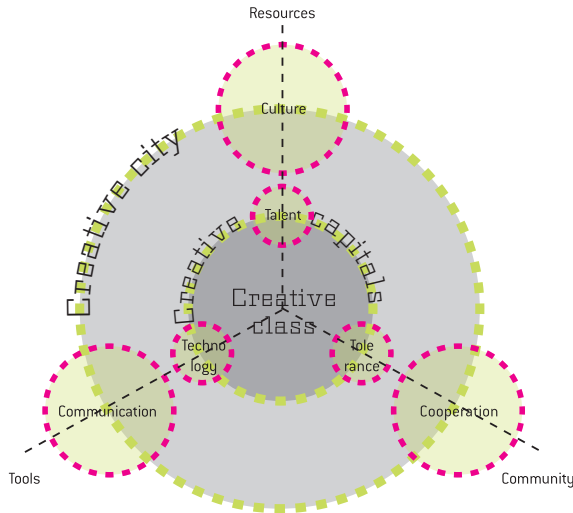 Resources
Culture
Creative city
Talent
Creative capitals
Creative
class
Techno
logy
Tole
rance
Communication
Cooperation
Tools
Community